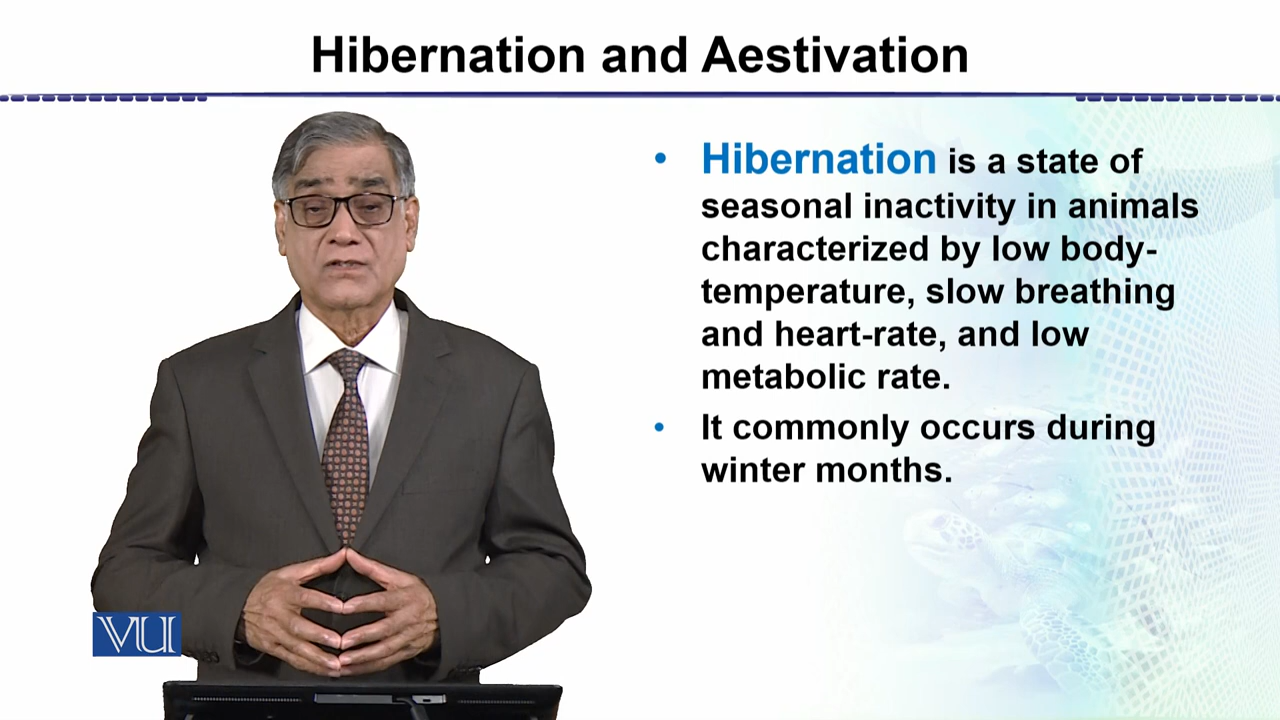 Hibernation and Aestivation
• Hibernation is a state of
seasonal inactivity in animals
characterized by low body-
temperature, slow breathing
and heart-rate, and low
metabolic rate.
• It commonly occurs during
winter months.
VU